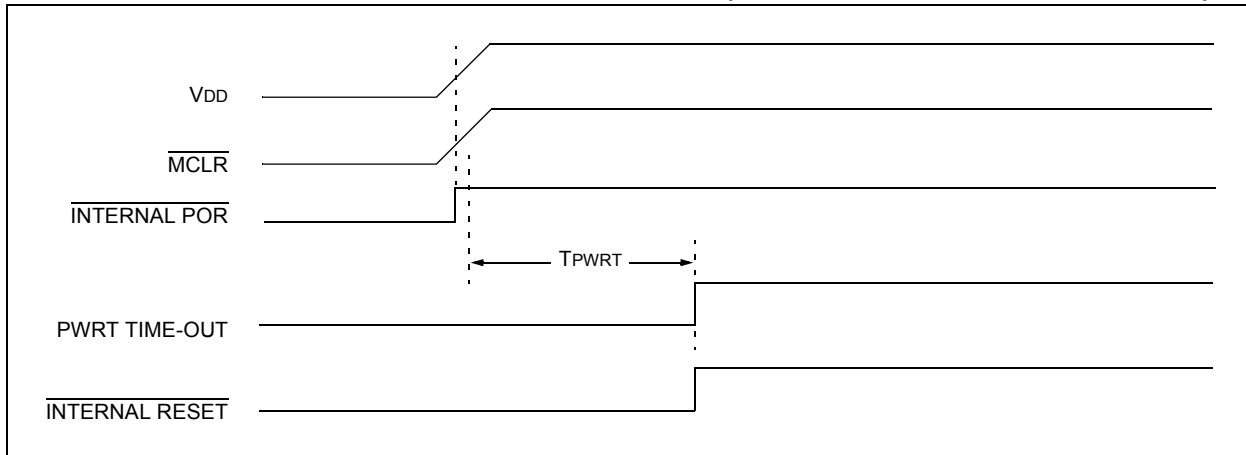 VDD
MCLR
INTERNAL POR
TPWRT
PWRT TIME-OUT
INTERNAL RESET